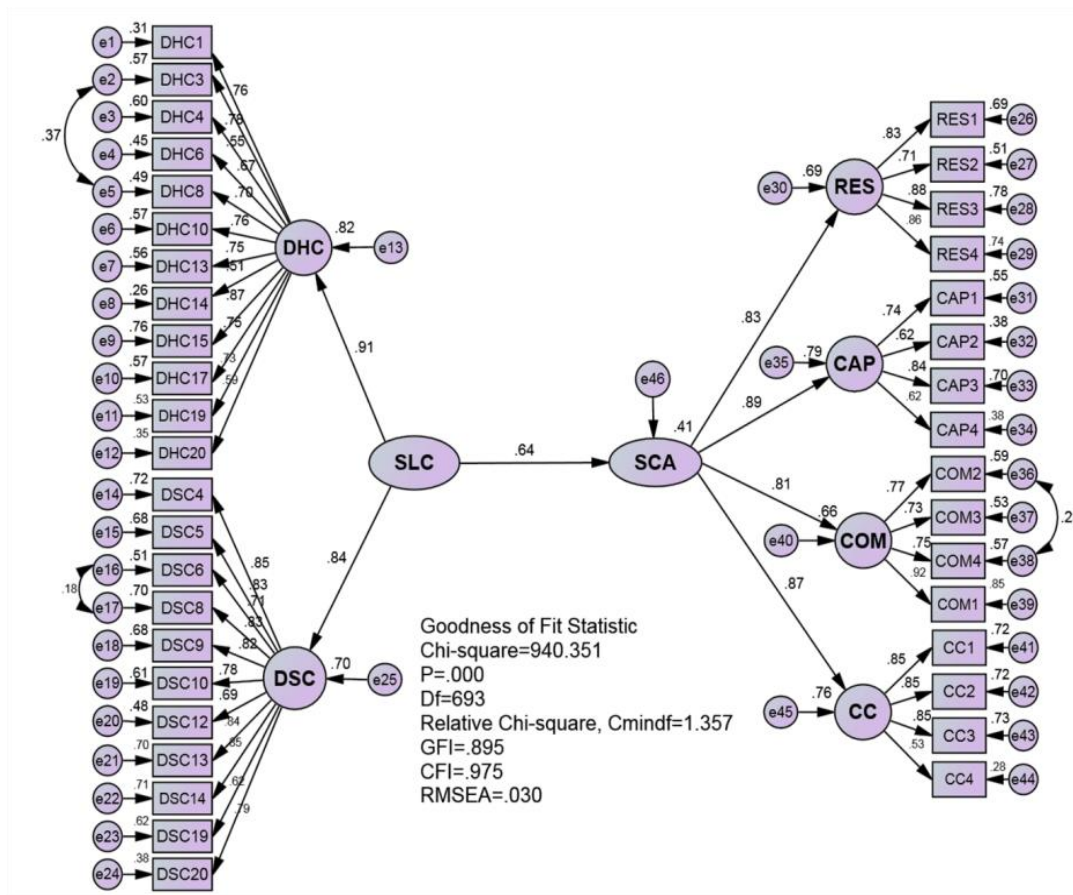 e1 .31 DHC1
e2 .57 DHC3
e3 .60 DHC4
e4 .45 DHC6
e5 .49 DHC8
e6 .57 DHC10
e7 .56 DHC13
e8 .26 DHC14
e9 .76 DHC15
e10 .57 DHC17
e11 .53 DHC19
e12 .35 DHC20
.37
.76
.78
.55
.67
.70
.76
.75
.51
.87
.75
.73
.59
DHC .82 e13
.91
SLC
.64
.84
e14 .72 DSC4
e15 .68 DSC5
e16 .51 DSC6
e17 .70 DSC8
e18 .68 DSC9
e19 .61 DSC10
e20 .48 DSC12
e21 .70 DSC13
e22 .71 DSC14
e23 .62 DSC19
e24 .38 DSC20
.18
.85
.83
.71
.83
.82
.78
.69
.84
.85
.62
.79
DSC .70 e25
Goodness of Fit Statistic
Chi-square=940.351
P=.000
Df=693
Relative Chi-square, Cmindf=1.357
GFI=.895
CFI=.975
RMSEA=.030
e46
.41
SCA
.83
.89
.81
.87
e30 .69 RES
.83 RES1 .69 e26
.71 RES2 .51 e27
.88 RES3 .78 e28
.86 RES4 .74 e29
e35 .79 CAP
.74 CAP1 .55 e31
.62 CAP2 .38 e32
.84 CAP3 .70 e33
.62 CAP4 .38 e34
e40 .66 COM
.77 COM2 .59 e36
.73 COM3 .53 e37
.75 COM4 .57 e38
.92 COM1 .85 e39
.2
e45 .76 CC
.85 CC1 .72 e41
.85 CC2 .72 e42
.85 CC3 .73 e43
.53 CC4 .28 e44